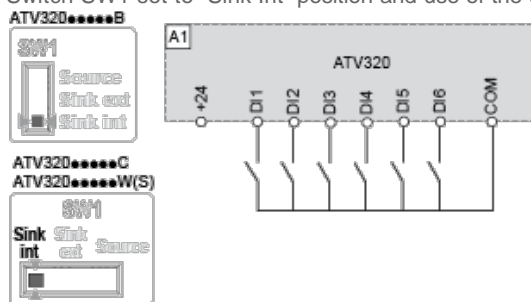 Switch SW1 set to "Sink Int" position and use of the
ATV320●●●●●B
SW1
Source
Sink ext
Sink int
ATV320●●●●●C
ATV320●●●●●W(S)
SW1
Sink int
Sink ext
Source
A1
ATV320
+24
DI1
DI2
DI3
DI4
DI5
DI6
COM